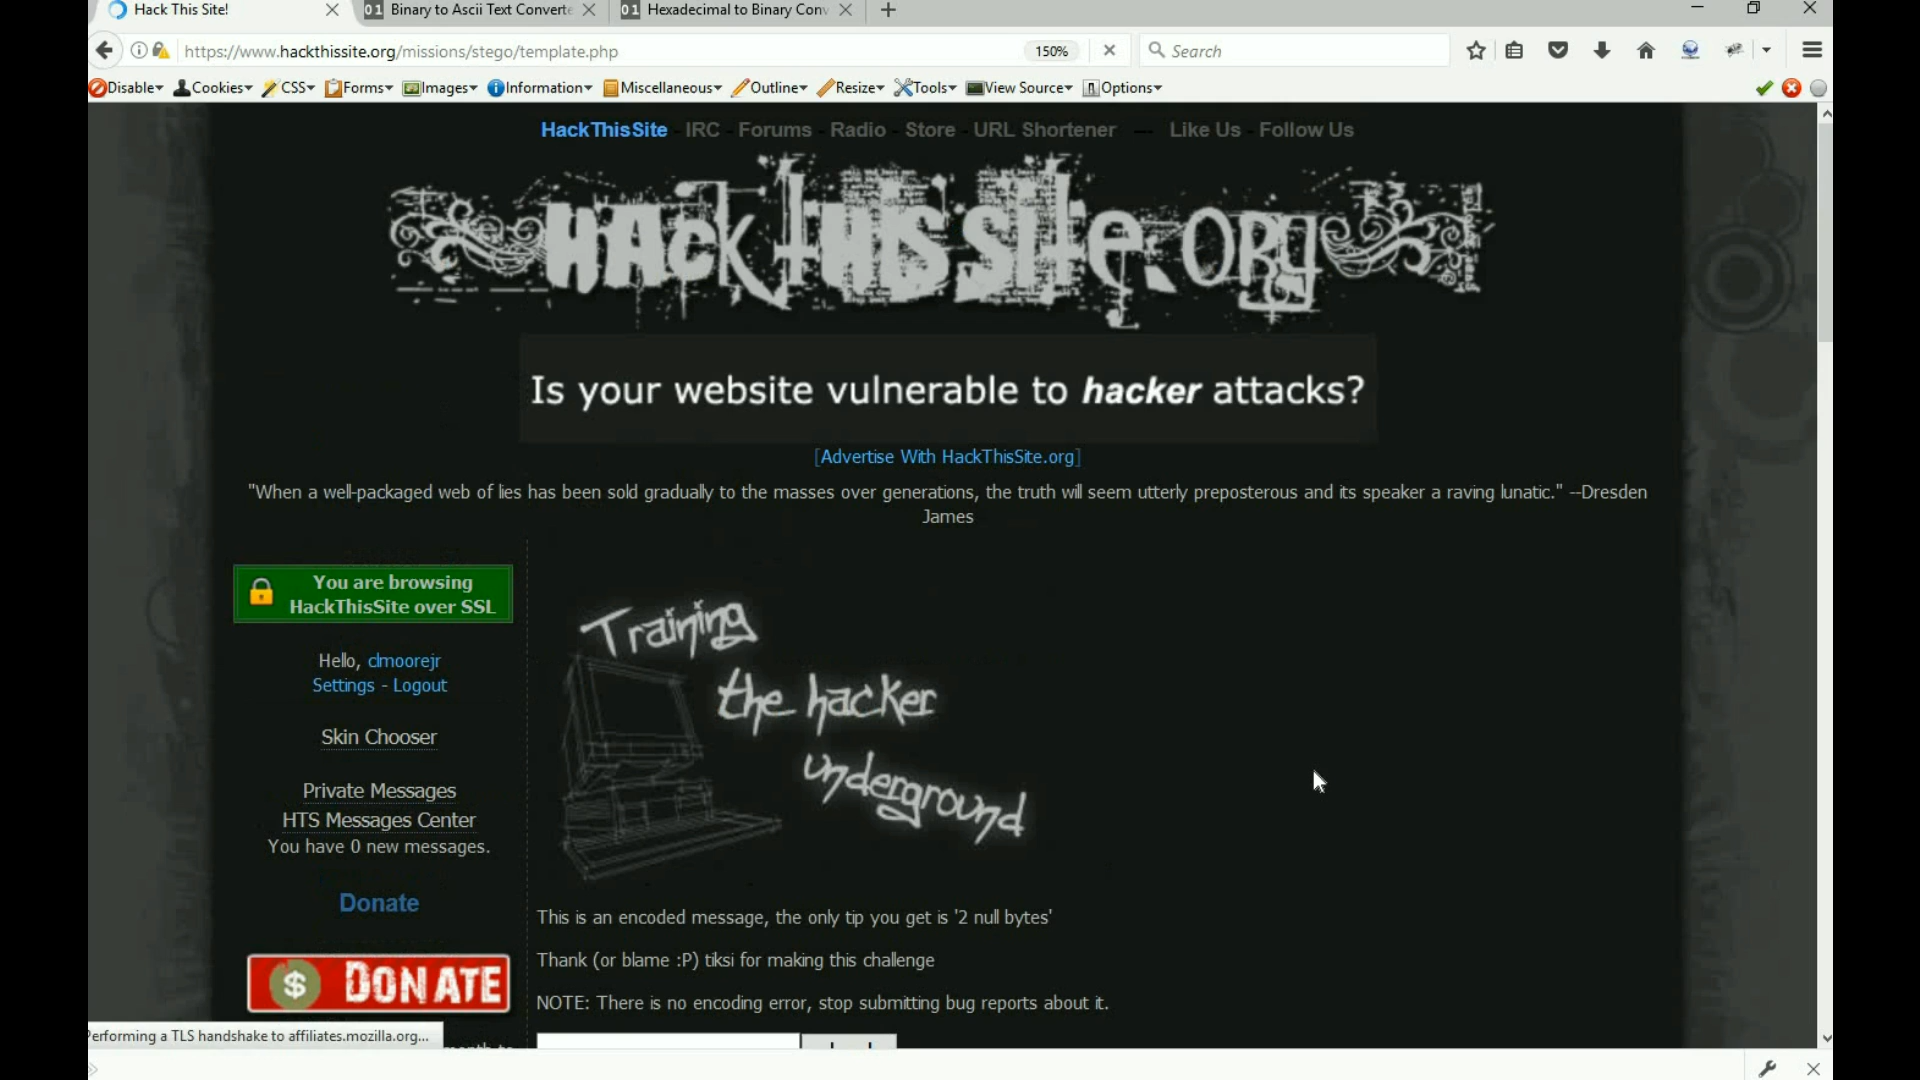 Hack This Site!
Binary to Ascii Text Converte
Hexadecimal to Binary Conv
https://www.hackthissite.org/missions/stego/template.php
150%
Search
Disable Cookies CSS Forms Images Information Miscellaneous Outline Resize Tools View Source Options
HackThisSite - IRC - Forums - Radio - Store - URL Shortener --- Like Us - Follow Us
HACK THIS SITE.ORG
Is your website vulnerable to hacker attacks?
[Advertise With HackThisSite.org]
"When a well-packaged web of lies has been sold gradually to the masses over generations, the truth will seem utterly preposterous and its speaker a raving lunatic." --Dresden
James
You are browsing
HackThisSite over SSL
Hello, clmoorejr
Settings - Logout
Skin Chooser
Private Messages
HTS Messages Center
You have 0 new messages.
Donate
DONATE
Training
the hacker
underground
This is an encoded message, the only tip you get is '2 null bytes'
Thank (or blame :P) tiksi for making this challenge
NOTE: There is no encoding error, stop submitting bug reports about it.
Performing a TLS handshake to affiliates.mozilla.org...